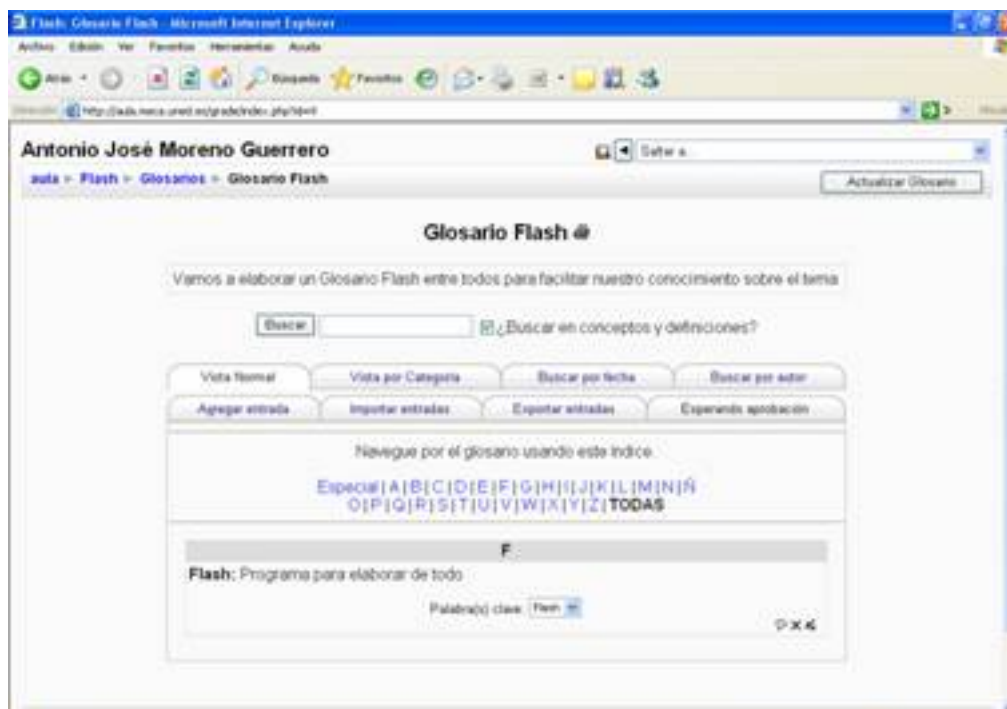 Flash: Glosario Flash - Microsoft Internet Explorer
Archivo Edición Ver Favoritos Herramientas Ayuda
Atrás Búsqueda Favoritos
Antonio José Moreno Guerrero
Saltar a...
aula ► Flash ► Glosarios ► Glosario Flash
Actualizar Glosario
Glosario Flash
Vamos a elaborar un Glosario Flash entre todos para facilitar nuestro conocimiento sobre el tema
Buscar ¿Buscar en conceptos y definiciones?
Vista Normal Vista por Categoría Buscar por fecha Buscar por autor
Agregar entrada Importar entradas Exportar entradas Esperando aprobación
Navegue por el glosario usando este índice.
Especial | A | B | C | D | E | F | G | H | I | J | K | L | M | N | Ñ
O | P | Q | R | S | T | U | V | W | X | Y | Z | TODAS
F
Flash: Programa para elaborar de todo
Palabra(s) clave: Flash